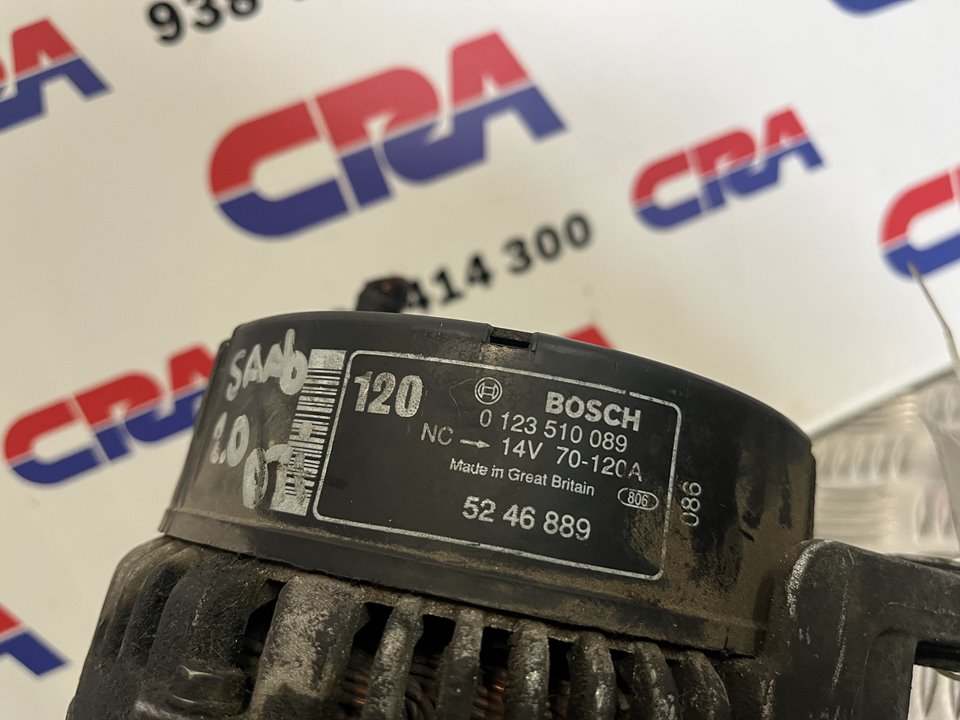 938
CRA
CRA
CRA
414 300
CRA
SAAb
2.0
120
BOSCH
0 123 510 089
NC → 14V 70-120A
Made in Great Britain
806
52 46 889
086